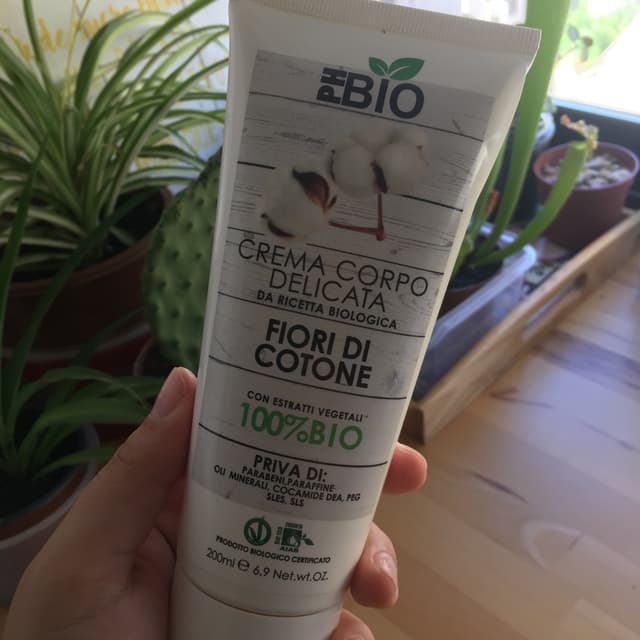 PH
BIO
CREMA CORPO
DELICATA
DA RICETTA BIOLOGICA
FIORI DI
COTONE
CON ESTRATTI VEGETALI*
100%BIO
PRIVA DI:
PARABENI,PARAFFINE
OLI MINERALI, COCAMIDE DEA, PEG
SLES, SLS
AIAB
PRODOTTO BIOLOGICO CERTIFICATO
200ml e 6,9 Net.wt.OZ.